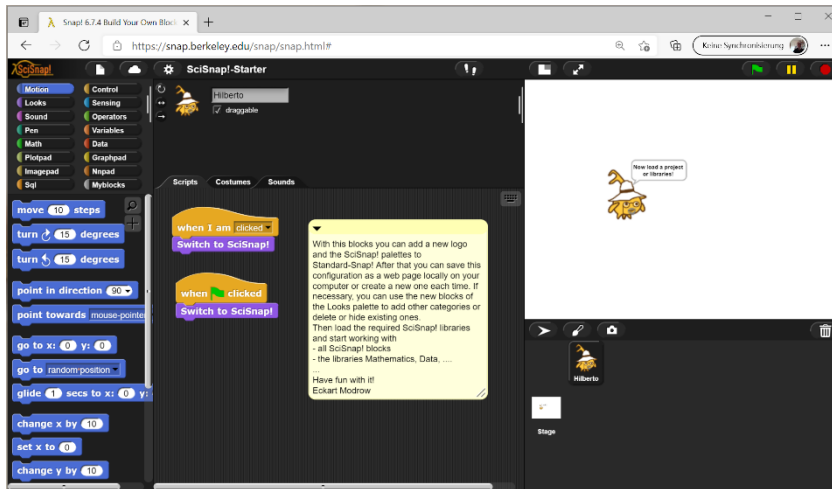 Snap! 6.7.4 Build Your Own Bloc
https://snap.berkeley.edu/snap/snap.html#
Keine Synchronisierung
SciSnap!
SciSnap!-Starter
Motion Control
Looks Sensing
Sound Operators
Pen Variables
Math Data
Plotpad Graphpad
Imagepad Nnpad
Sql Myblocks
Hilberto
draggable
Scripts Costumes Sounds
move 10 steps
turn 15 degrees
turn 15 degrees
point in direction 90
point towards mouse-pointer
go to x: 0 y: 0
go to random position
glide 1 secs to x: 0 y:
change x by 10
set x to 0
change y by 10
when I am clicked
Switch to SciSnap!
when clicked
Switch to SciSnap!
With this blocks you can add a new logo
and the SciSnap! palettes to
Standard-Snap! After that you can save this
configuration as a web page locally on your
computer or create a new one each time. If
necessary, you can use the new blocks of
the Looks palette to add other categories or
delete or hide existing ones.
Then load the required SciSnap! libraries
and start working with
- all SciSnap! blocks
- the libraries Mathematics, Data, ....
...
Have fun with it!
Eckart Modrow
Now load a project
or libraries!
Hilberto
Stage